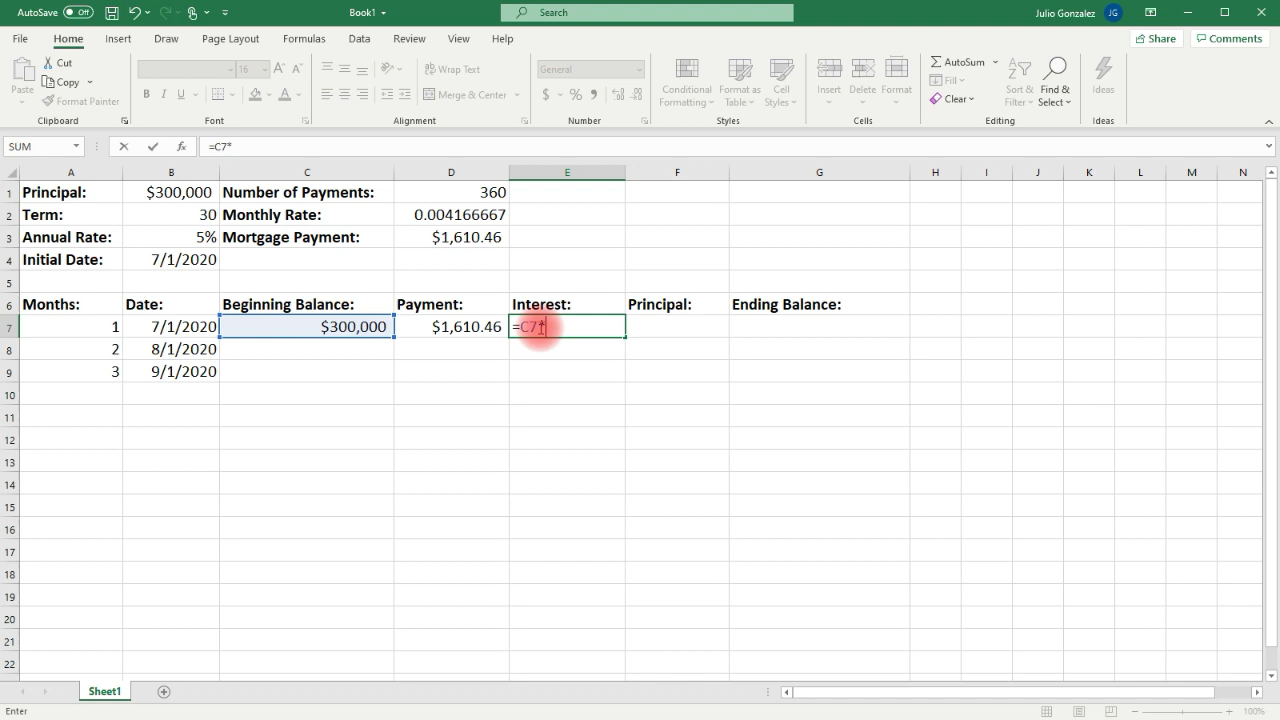 AutoSave Off Book1 Search Julio Gonzalez JG
File Home Insert Draw Page Layout Formulas Data Review View Help Share Comments
Paste Cut Copy Format Painter 16 A A Wrap Text General Conditional Formatting Format as Table Cell Styles Insert Delete Format AutoSum Fill Clear Sort & Filter Find & Select Ideas
B I U A Merge & Center $ % ,
Clipboard Font Alignment Number Styles Cells Editing Ideas
SUM fx =C7*
A B C D E F G H I J K L M N
1 Principal: $300,000 Number of Payments: 360
2 Term: 30 Monthly Rate: 0.004166667
3 Annual Rate: 5% Mortgage Payment: $1,610.46
4 Initial Date: 7/1/2020
5
6 Months: Date: Beginning Balance: Payment: Interest: Principal: Ending Balance:
7 1 7/1/2020 $300,000 $1,610.46 =C7*
8 2 8/1/2020
9 3 9/1/2020
10
11
12
13
14
15
16
17
18
19
20
21
22
Sheet1
Enter 100%